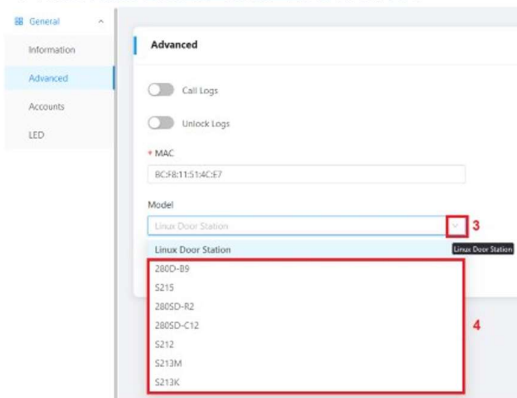 General
Information
Advanced
Accounts
LED
Advanced
Call Logs
Unlock Logs
* MAC
BC:F8:11:51:4C:E7
Model
Linux Door Station
3
Linux Door Station
Linux Door Station
280D-B9
S215
280SD-R2
280SD-C12
S212
S213M
S213K
4